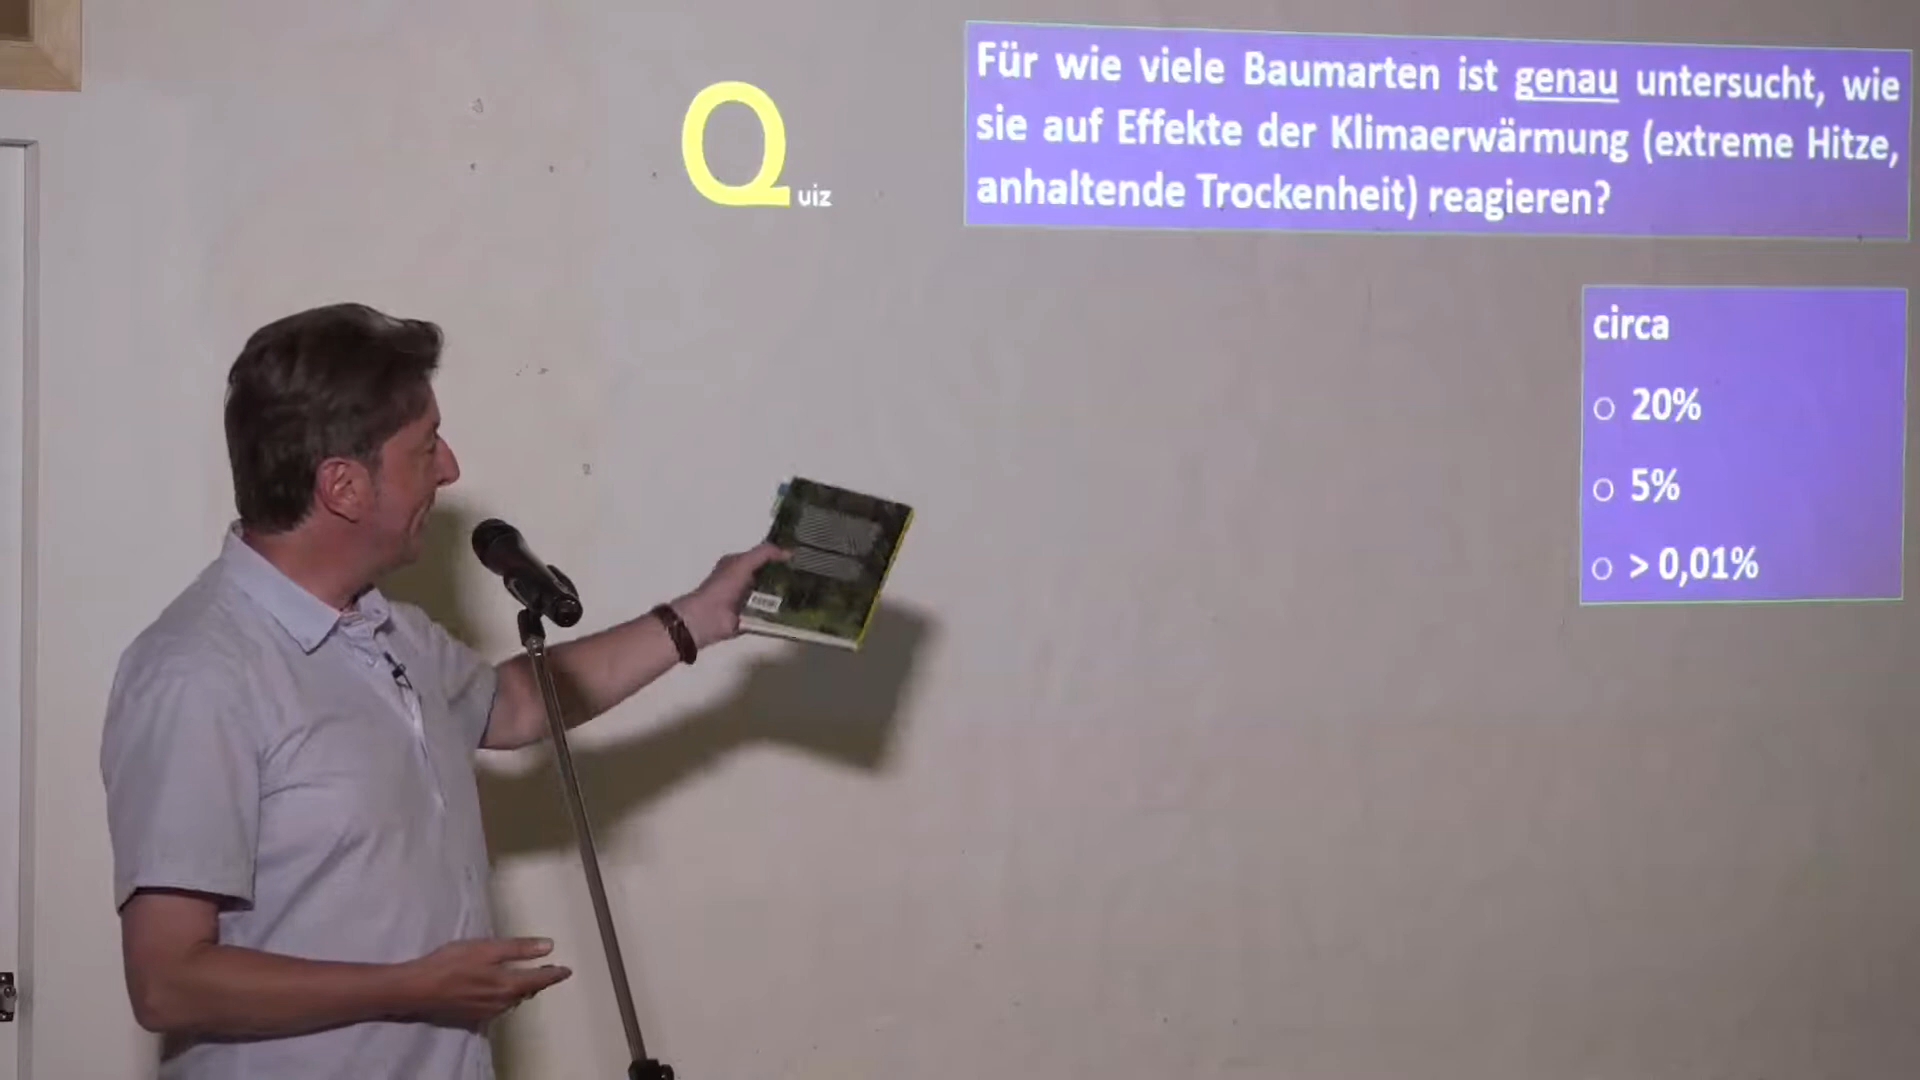 Quiz
Für wie viele Baumarten ist genau untersucht, wie
sie auf Effekte der Klimaerwärmung (extreme Hitze,
anhaltende Trockenheit) reagieren?
circa
○ 20%
○ 5%
○ > 0,01%